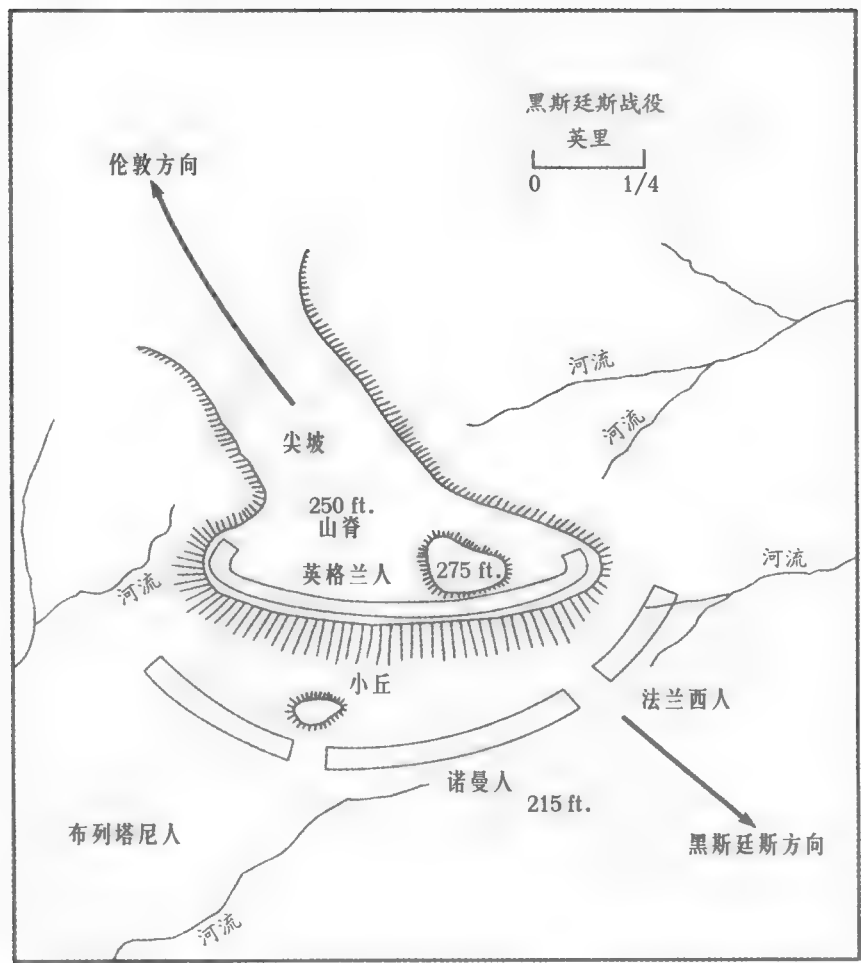 黑斯廷斯战役
英里
0 1/4
伦敦方向
河流
河流
尖坡
250 ft.
山脊
英格兰人
275 ft.
河流
河流
小丘
法兰西人
诺曼人
215 ft.
布列塔尼人
黑斯廷斯方向
河流